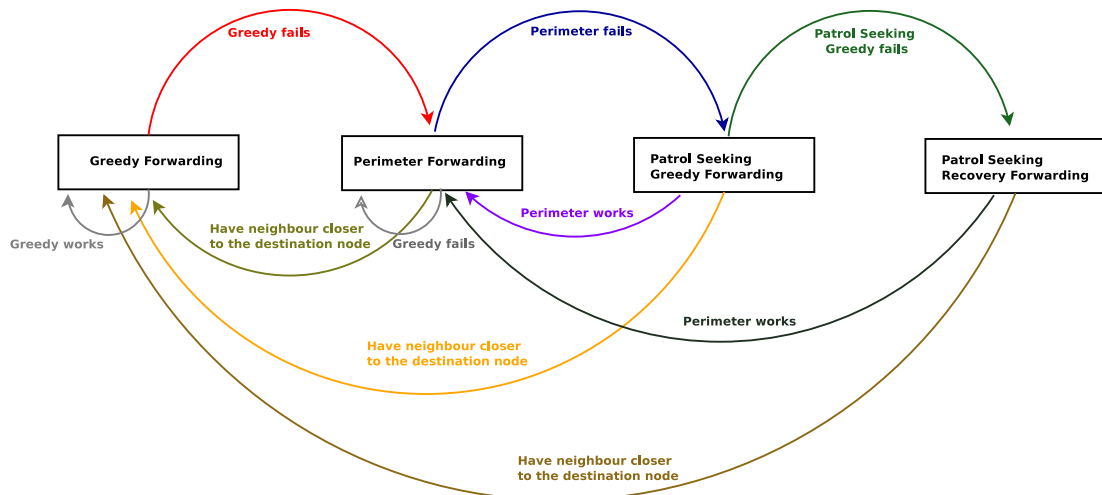 Greedy fails
Perimeter fails
Patrol Seeking
Greedy fails
Greedy Forwarding
Perimeter Forwarding
Patrol Seeking
Greedy Forwarding
Patrol Seeking
Recovery Forwarding
Greedy works
Have neighbour closer
to the destination node
Greedy fails
Perimeter works
Perimeter works
Have neighbour closer
to the destination node
Have neighbour closer
to the destination node